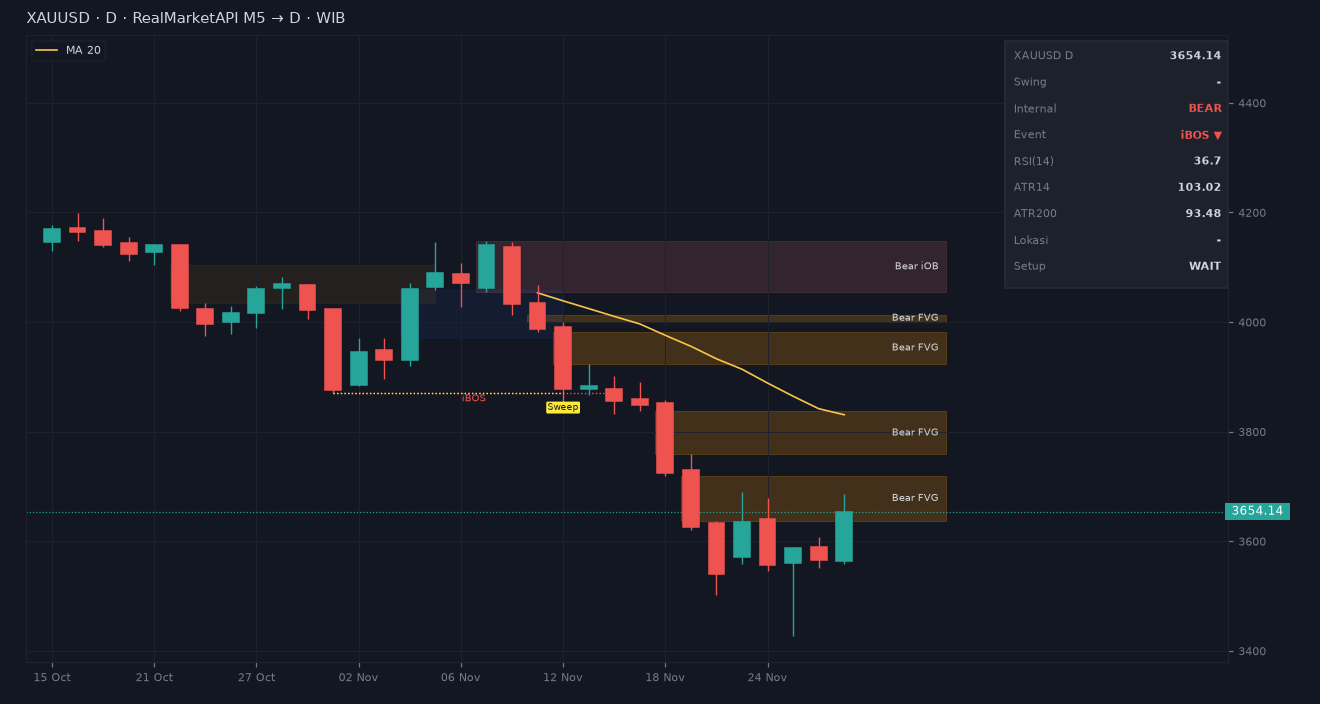 XAUUSD · D · RealMarketAPI M5 → D · WIB
MA 20
XAUUSD D 3654.14
Swing -
Internal BEAR
Event iBOS ▼
RSI(14) 36.7
ATR14 103.02
ATR200 93.48
Lokasi -
Setup WAIT
4400
4200
4000
3800
3600
3400
3654.14
Bear iOB
Bear FVG
Bear FVG
Bear FVG
Bear FVG
iBOS
Sweep
15 Oct 21 Oct 27 Oct 02 Nov 06 Nov 12 Nov 18 Nov 24 Nov